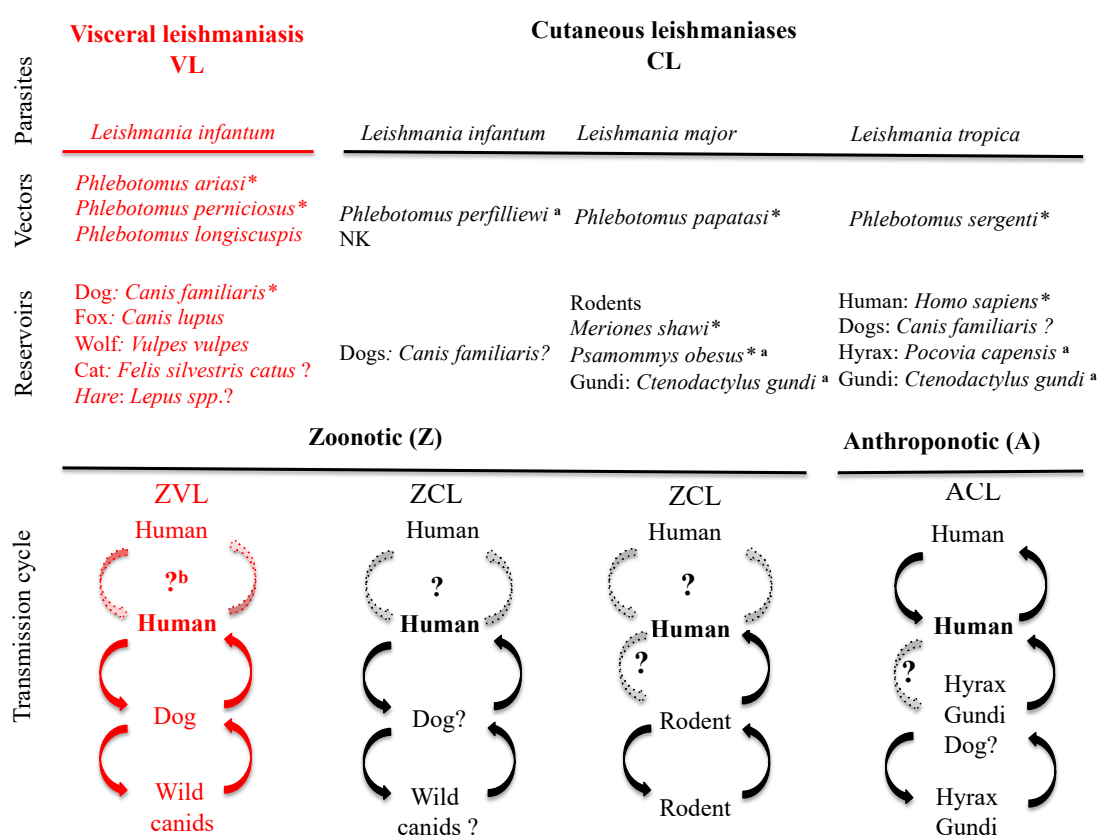 Visceral leishmaniasis
VL
Cutaneous leishmaniases
CL
Parasites
Leishmania infantum
Leishmania infantum
Leishmania major
Leishmania tropica
Vectors
Phlebotomus ariasi*
Phlebotomus perniciosus*
Phlebotomus longiscuspis
Phlebotomus perfilliewi a
NK
Phlebotomus papatasi*
Phlebotomus sergenti*
Reservoirs
Dog: Canis familiaris*
Fox: Canis lupus
Wolf: Vulpes vulpes
Cat: Felis silvestris catus ?
Hare: Lepus spp.?
Dogs: Canis familiaris?
Rodents
Meriones shawi*
Psamommys obesus* a
Gundi: Ctenodactylus gundi a
Human: Homo sapiens*
Dogs: Canis familiaris ?
Hyrax: Pocovia capensis a
Gundi: Ctenodactylus gundi a
Zoonotic (Z)
Anthroponotic (A)
Transmission cycle
ZVL
Human
?b
Human
Dog
Wild
canids
ZCL
Human
?
Human
Dog?
Wild
canids ?
ZCL
Human
?
Human
?
Rodent
Rodent
ACL
Human
Human
?
Hyrax
Gundi
Dog?
Hyrax
Gundi